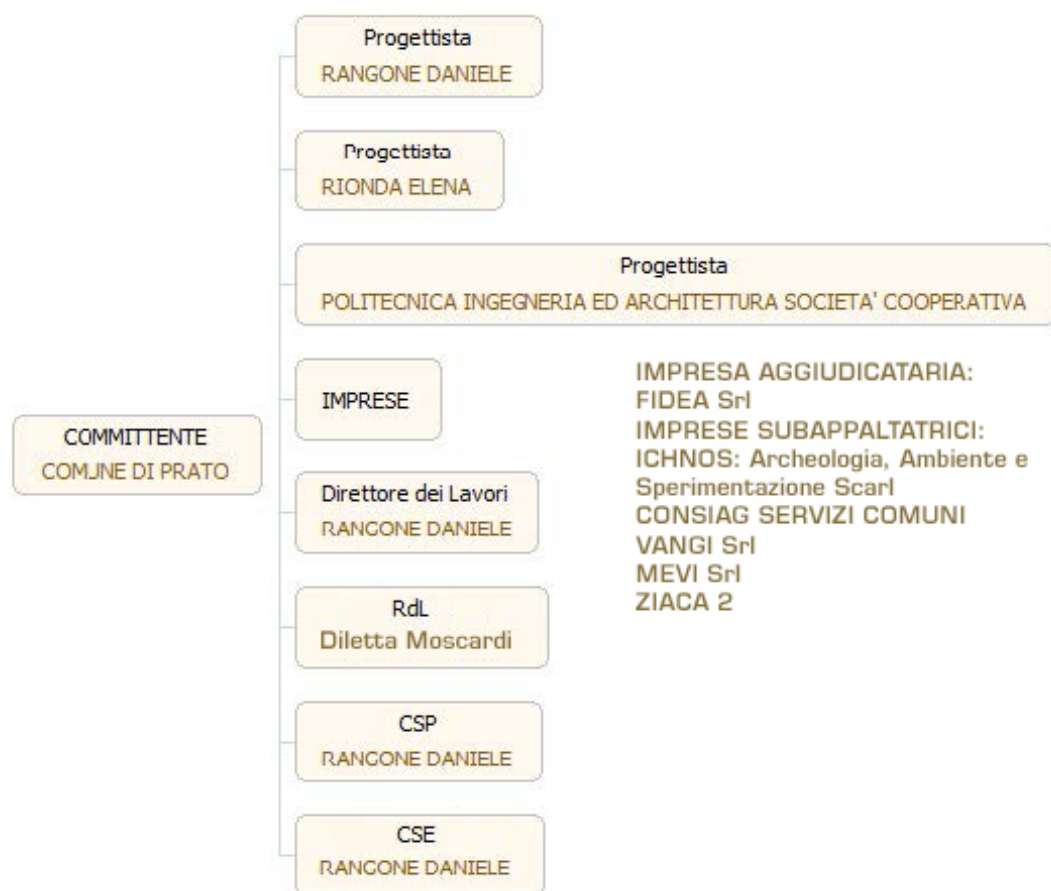 Progettista
RANGONE DANIELE
Progettista
RIONDA ELENA
Progettista
POLITECNICA INGEGNERIA ED ARCHITETTURA SOCIETA' COOPERATIVA
IMPRESE
IMPRESA AGGIUDICATARIA:
FIDEA Srl
IMPRESE SUBAPPALTATRICI:
ICHNOS: Archeologia, Ambiente e
Sperimentazione Scarl
CONSIAG SERVIZI COMUNI
VANGI Srl
MEVI Srl
ZIACA 2
COMMITTENTE
COMUNE DI PRATO
Direttore dei Lavori
RANGONE DANIELE
RdL
Diletta Moscardi
CSP
RANGONE DANIELE
CSE
RANGONE DANIELE